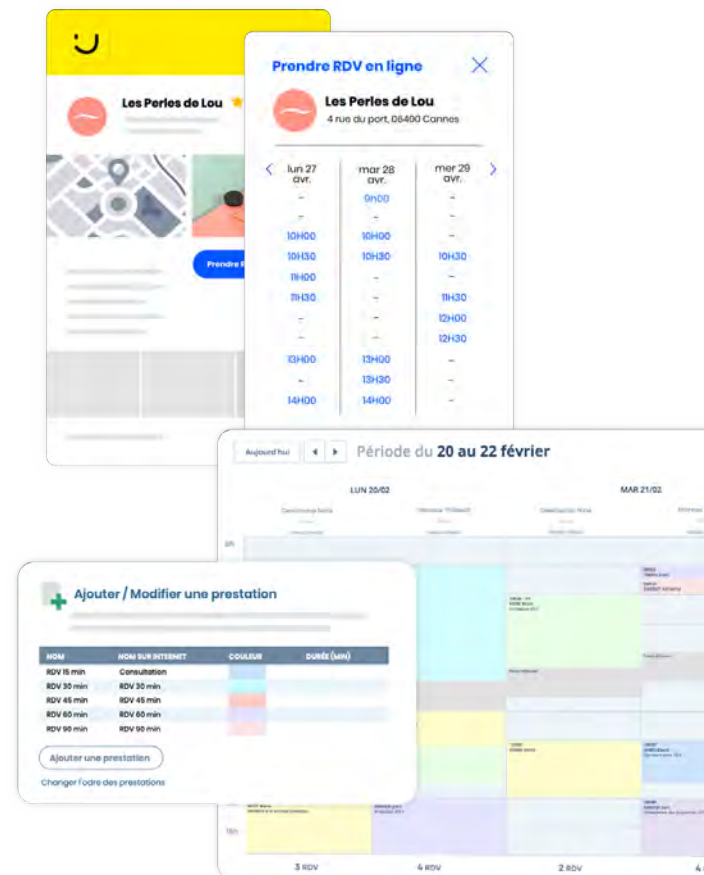 Les Perles de Lou
Prendre R
Prendre RDV en ligne
Les Perles de Lou
4 rue du port, 06400 Cannes
lun 27 mar 28 mer 29
avr. avr. avr.
- 9h00 -
- - -
10H00 10H00 -
10H30 10H30 10H30
11H00 - -
11H30 - 11H30
- - 12H00
- - 12H30
13H00 13H00 -
- 13H30 -
14H00 14H00 -
Aujourd'hui Période du 20 au 22 février
LUN 20/02 MAR 21/02
Ajouter / Modifier une prestation
NOM NOM SUR INTERNET COULEUR DURÉE (MIN)
RDV 15 min Consultation
RDV 30 min RDV 30 min
RDV 45 min RDV 45 min
RDV 60 min RDV 60 min
RDV 90 min RDV 90 min
Ajouter une prestation
Changer l'odre des prestations
3 RDV 4 RDV 2 RDV 4